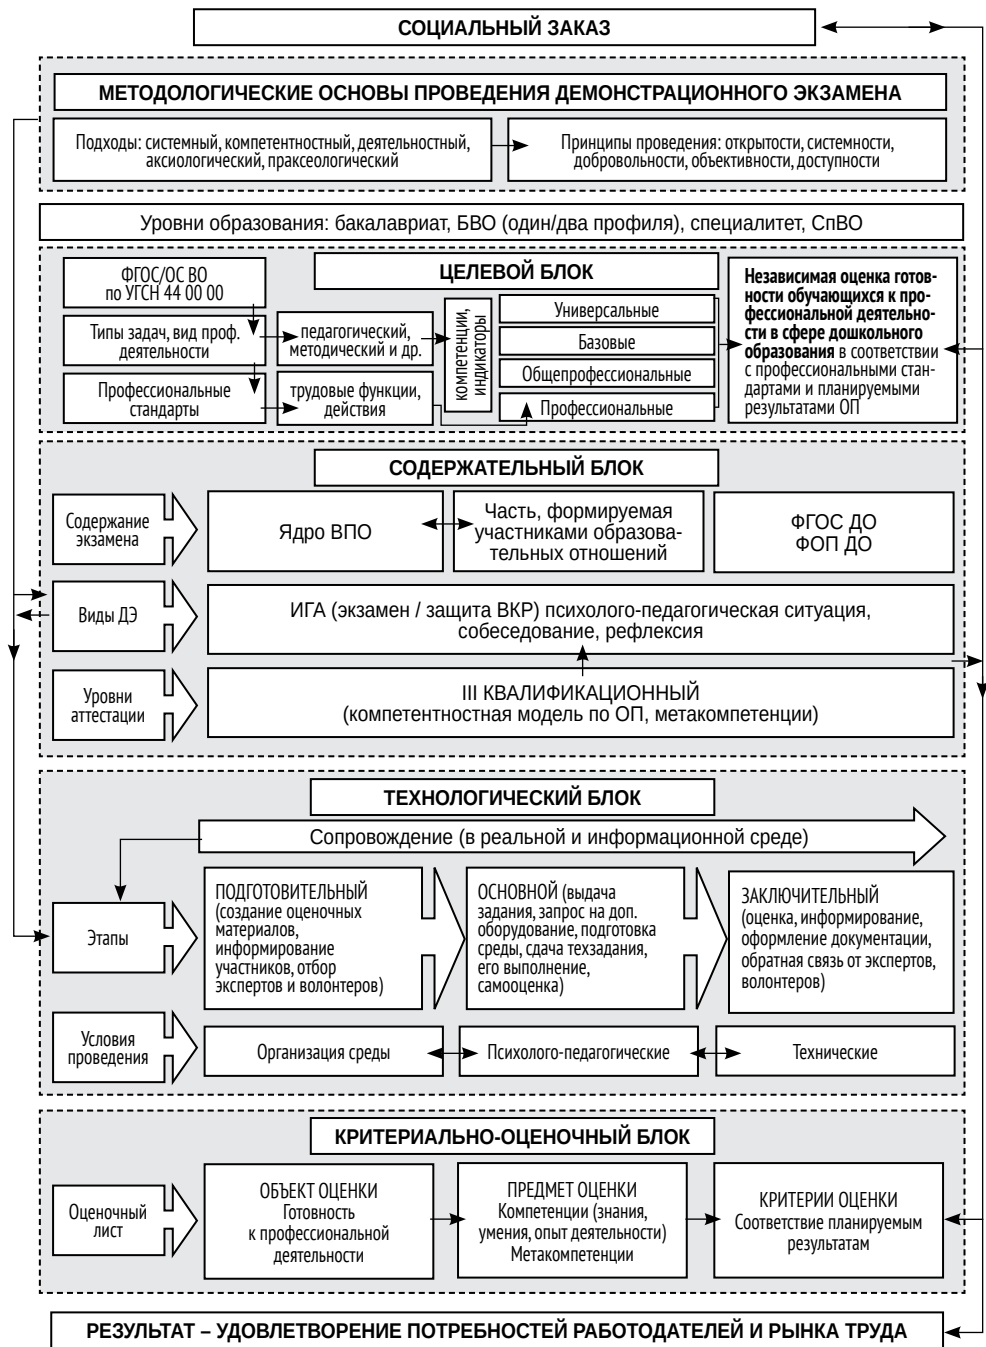 СОЦИАЛЬНЫЙ ЗАКАЗ
МЕТОДОЛОГИЧЕСКИЕ ОСНОВЫ ПРОВЕДЕНИЯ ДЕМОНСТРАЦИОННОГО ЭКЗАМЕНА
Подходы: системный, компетентностный, деятельностный,
аксиологический, праксеологический
Принципы проведения: открытости, системности,
добровольности, объективности, доступности
Уровни образования: бакалавриат, БВО (один/два профиля), специалитет, СпВО
ЦЕЛЕВОЙ БЛОК
ФГОС/ОС ВО
по УГСН 44 00 00
Типы задач, вид проф.
деятельности
Профессиональные
стандарты
педагогический,
методический и др.
трудовые функции,
действия
компетенции,
индикаторы
Универсальные
Базовые
Общепрофессиональные
Профессиональные
Независимая оценка готов-
ности обучающихся к про-
фессиональной деятельно-
сти в сфере дошкольного
образования в соответствии
с профессиональными стан-
дартами и планируемыми
результатами ОП
СОДЕРЖАТЕЛЬНЫЙ БЛОК
Содержание
экзамена
Ядро ВПО
Часть, формируемая
участниками образова-
тельных отношений
ФГОС ДО
ФОП ДО
Виды ДЭ
ИГА (экзамен / защита ВКР) психолого-педагогическая ситуация,
собеседование, рефлексия
Уровни
аттестации
III КВАЛИФИКАЦИОННЫЙ
(компетентностная модель по ОП, метакомпетенции)
ТЕХНОЛОГИЧЕСКИЙ БЛОК
Сопровождение (в реальной и информационной среде)
Этапы
ПОДГОТОВИТЕЛЬНЫЙ
(создание оценочных
материалов,
информирование
участников, отбор
экспертов и волонтеров)
ОСНОВНОЙ (выдача
задания, запрос на доп.
оборудование, подготовка
среды, сдача техзадания,
его выполнение,
самооценка)
ЗАКЛЮЧИТЕЛЬНЫЙ
(оценка, информирование,
оформление документации,
обратная связь от экспертов,
волонтеров)
Условия
проведения
Организация среды
Психолого-педагогические
Технические
КРИТЕРИАЛЬНО-ОЦЕНОЧНЫЙ БЛОК
Оценочный
лист
ОБЪЕКТ ОЦЕНКИ
Готовность
к профессиональной
деятельности
ПРЕДМЕТ ОЦЕНКИ
Компетенции (знания,
умения, опыт деятельности)
Метакомпетенции
КРИТЕРИИ ОЦЕНКИ
Соответствие планируемым
результатам
РЕЗУЛЬТАТ – УДОВЛЕТВОРЕНИЕ ПОТРЕБНОСТЕЙ РАБОТОДАТЕЛЕЙ И РЫНКА ТРУДА